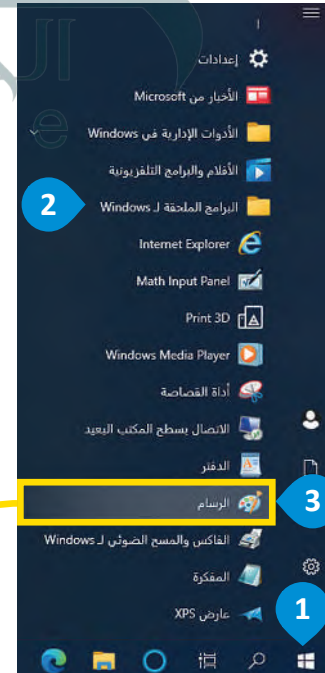 ا
إعدادات
الأخبار من Microsoft
الأدوات الإدارية في Windows
الأفلام والبرامج التلفزيونية
2
البرامج الملحقة لـ Windows
Internet Explorer
Math Input Panel
Print 3D
Windows Media Player
أداة القصاصة
الاتصال بسطح المكتب البعيد
الدفتر
الرسام
3
الفاكس والمسح الضوئي لـ Windows
المفكرة
عارض XPS
1